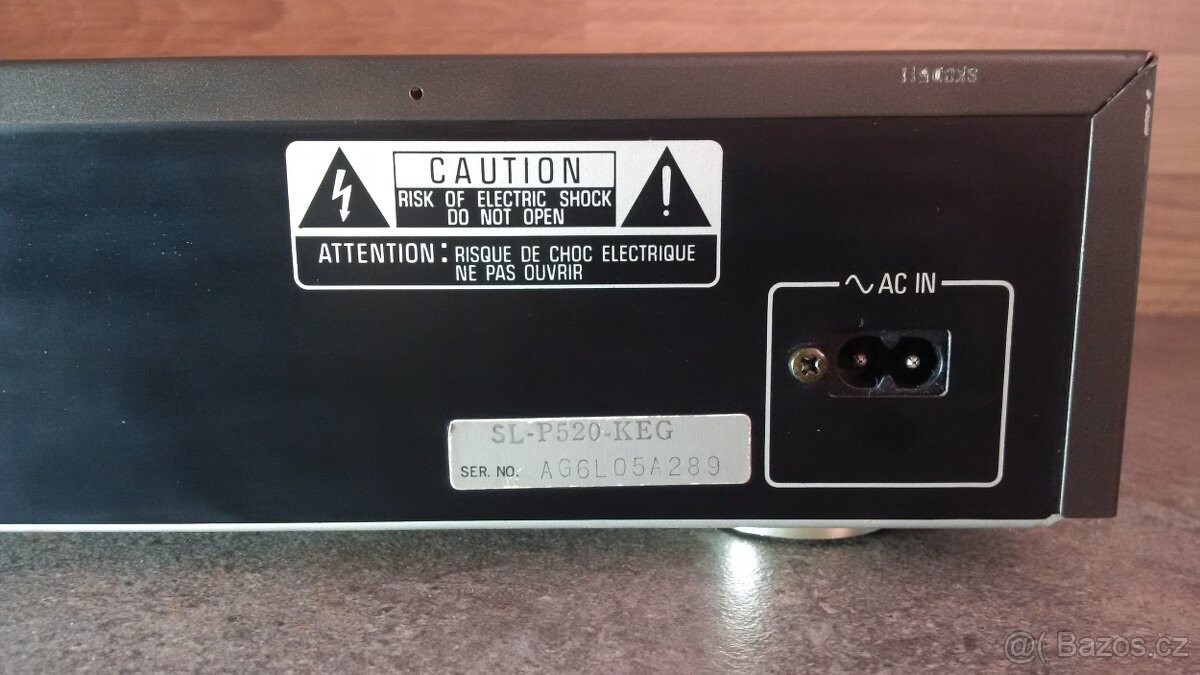 CAUTION
RISK OF ELECTRIC SHOCK
DO NOT OPEN
ATTENTION: RISQUE DE CHOC ELECTRIQUE
NE PAS OUVRIR
∿ AC IN
SL-P520-KEG
SER. NO. AG6L05A289
@( Bazos.cz